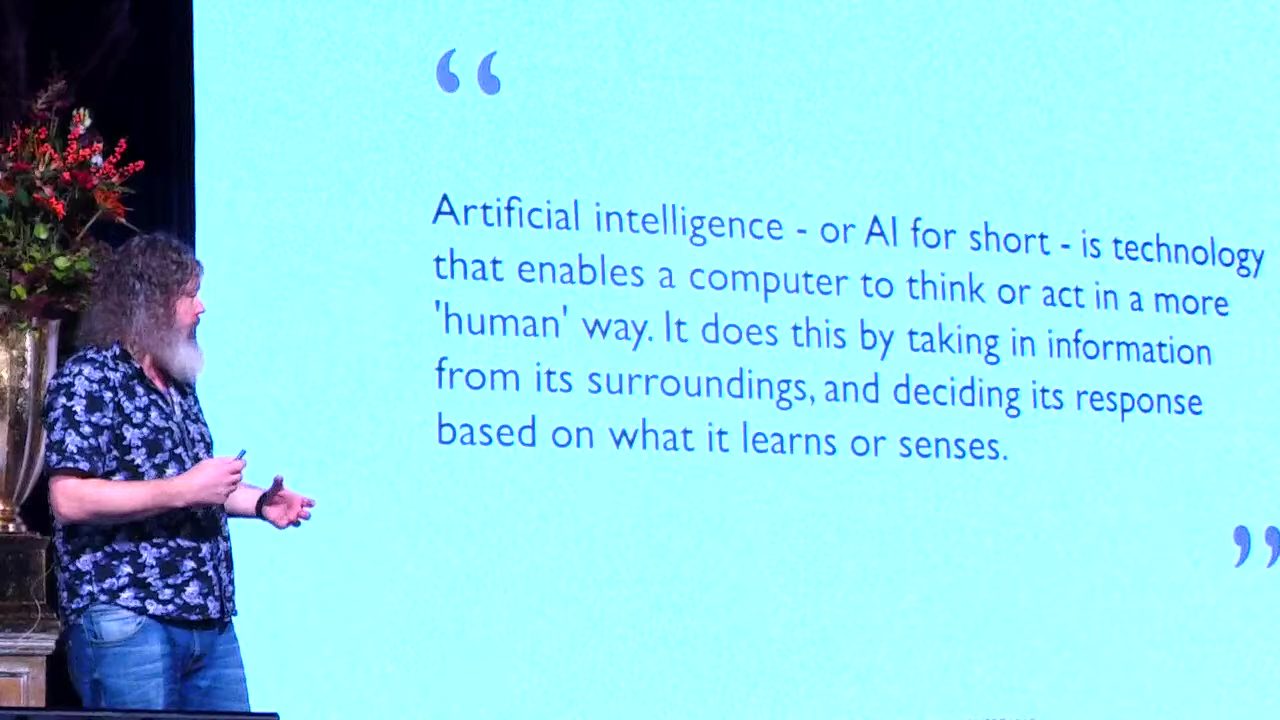 “
Artificial intelligence - or AI for short - is technology
that enables a computer to think or act in a more
'human' way. It does this by taking in information
from its surroundings, and deciding its response
based on what it learns or senses.
”